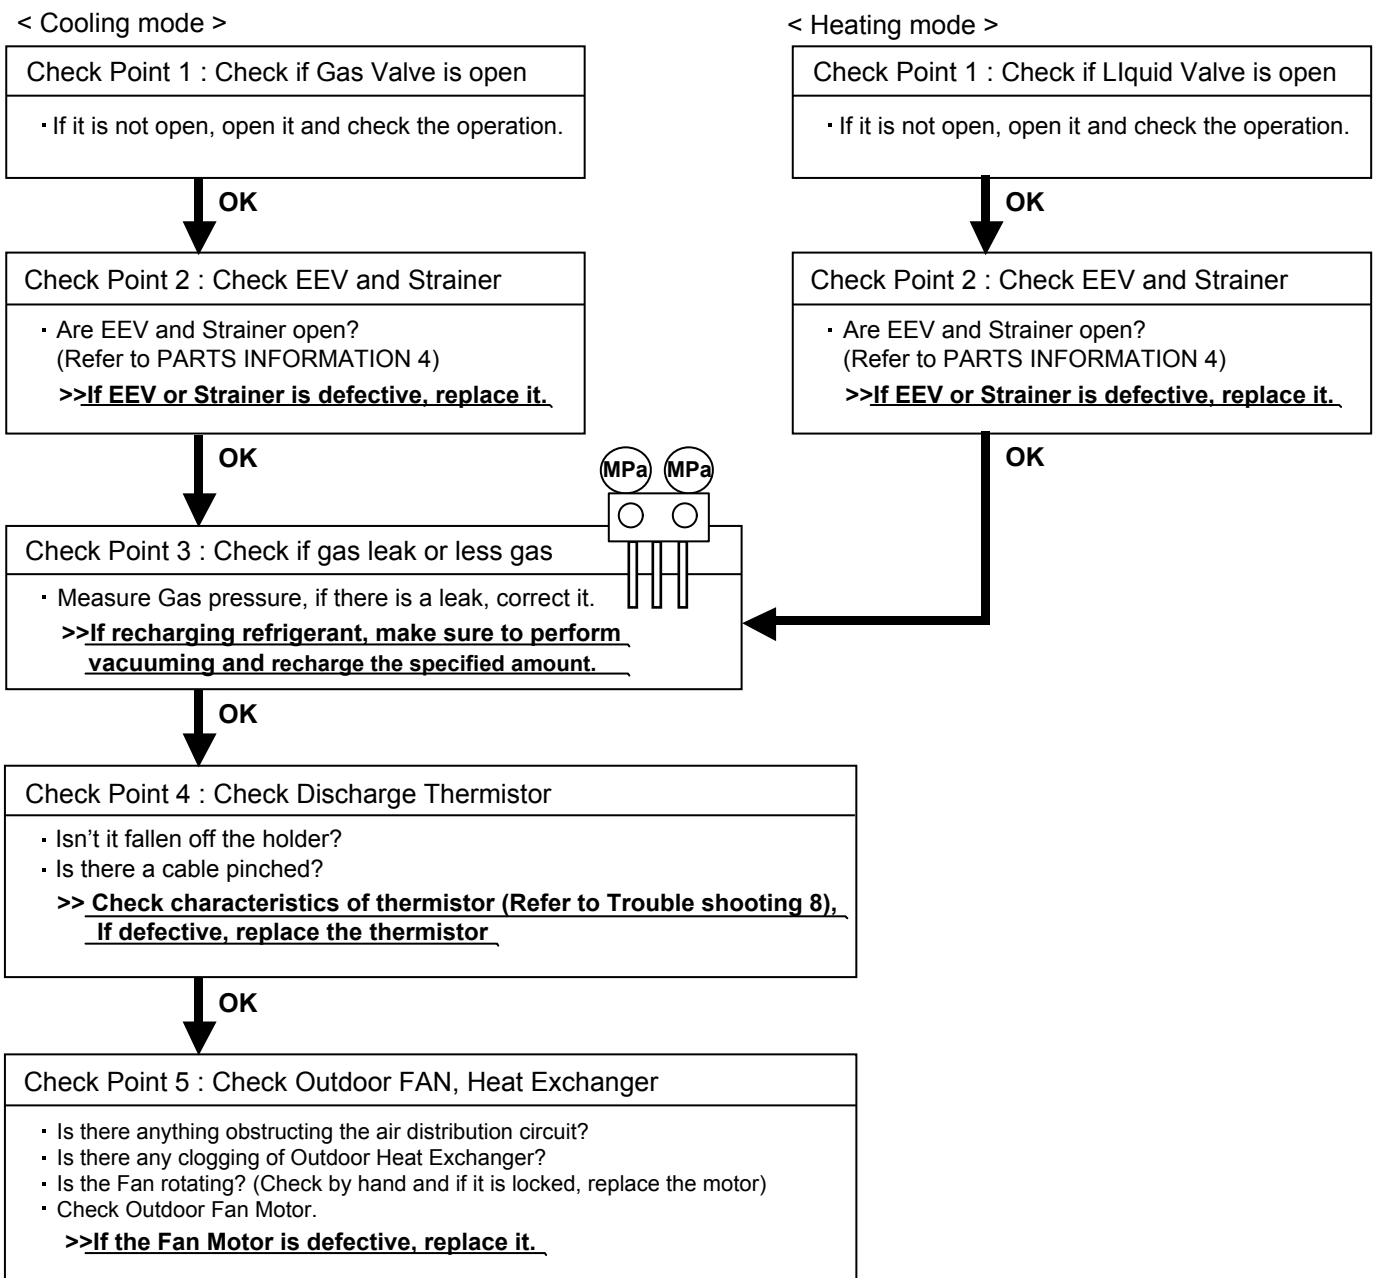 < Cooling mode >
Check Point 1 : Check if Gas Valve is open
· If it is not open, open it and check the operation.
OK
Check Point 2 : Check EEV and Strainer
· Are EEV and Strainer open?
(Refer to PARTS INFORMATION 4)
>>If EEV or Strainer is defective, replace it.
OK
< Heating mode >
Check Point 1 : Check if LIquid Valve is open
· If it is not open, open it and check the operation.
OK
Check Point 2 : Check EEV and Strainer
· Are EEV and Strainer open?
(Refer to PARTS INFORMATION 4)
>>If EEV or Strainer is defective, replace it.
OK
MPa MPa
Check Point 3 : Check if gas leak or less gas
· Measure Gas pressure, if there is a leak, correct it.
>>If recharging refrigerant, make sure to perform
vacuuming and recharge the specified amount.
OK
Check Point 4 : Check Discharge Thermistor
· Isn't it fallen off the holder?
· Is there a cable pinched?
>> Check characteristics of thermistor (Refer to Trouble shooting 8),
If defective, replace the thermistor
OK
Check Point 5 : Check Outdoor FAN, Heat Exchanger
· Is there anything obstructing the air distribution circuit?
· Is there any clogging of Outdoor Heat Exchanger?
· Is the Fan rotating? (Check by hand and if it is locked, replace the motor)
· Check Outdoor Fan Motor.
>>If the Fan Motor is defective, replace it.